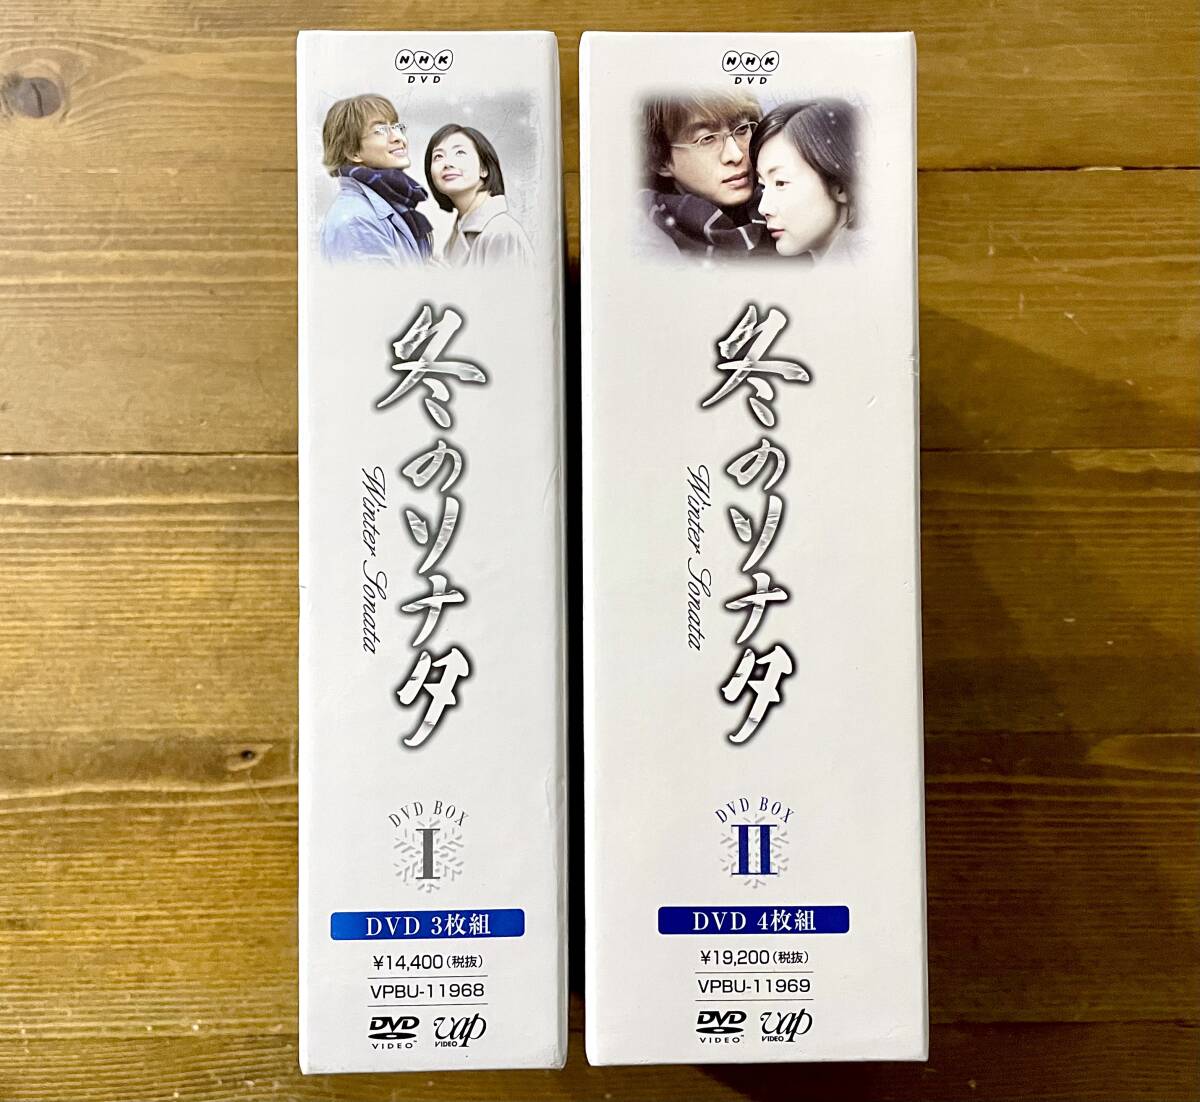 NHK
DVD
冬のソナタ
Winter Sonata
DVD BOX
I
DVD 3枚組
¥14,400(税抜)
VPBU-11968
DVD
VIDEO™
vap
VIDEO
NHK
DVD
冬のソナタ
Winter Sonata
DVD BOX
II
DVD 4枚組
¥19,200(税抜)
VPBU-11969
DVD
VIDEO™
vap
VIDEO